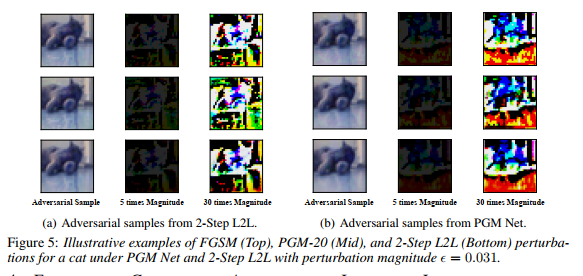 Adversarial Sample 5 times Magnitude 30 times Magnitude Adversarial Sample 5 times Magnitude 30 times Magnitude
(a) Adversarial samples from 2-Step L2L. (b) Adversarial samples from PGM Net.
Figure 5: Illustrative examples of FGSM (Top), PGM-20 (Mid), and 2-Step L2L (Bottom) perturba-
tions for a cat under PGM Net and 2-Step L2L with perturbation magnitude ϵ = 0.031.